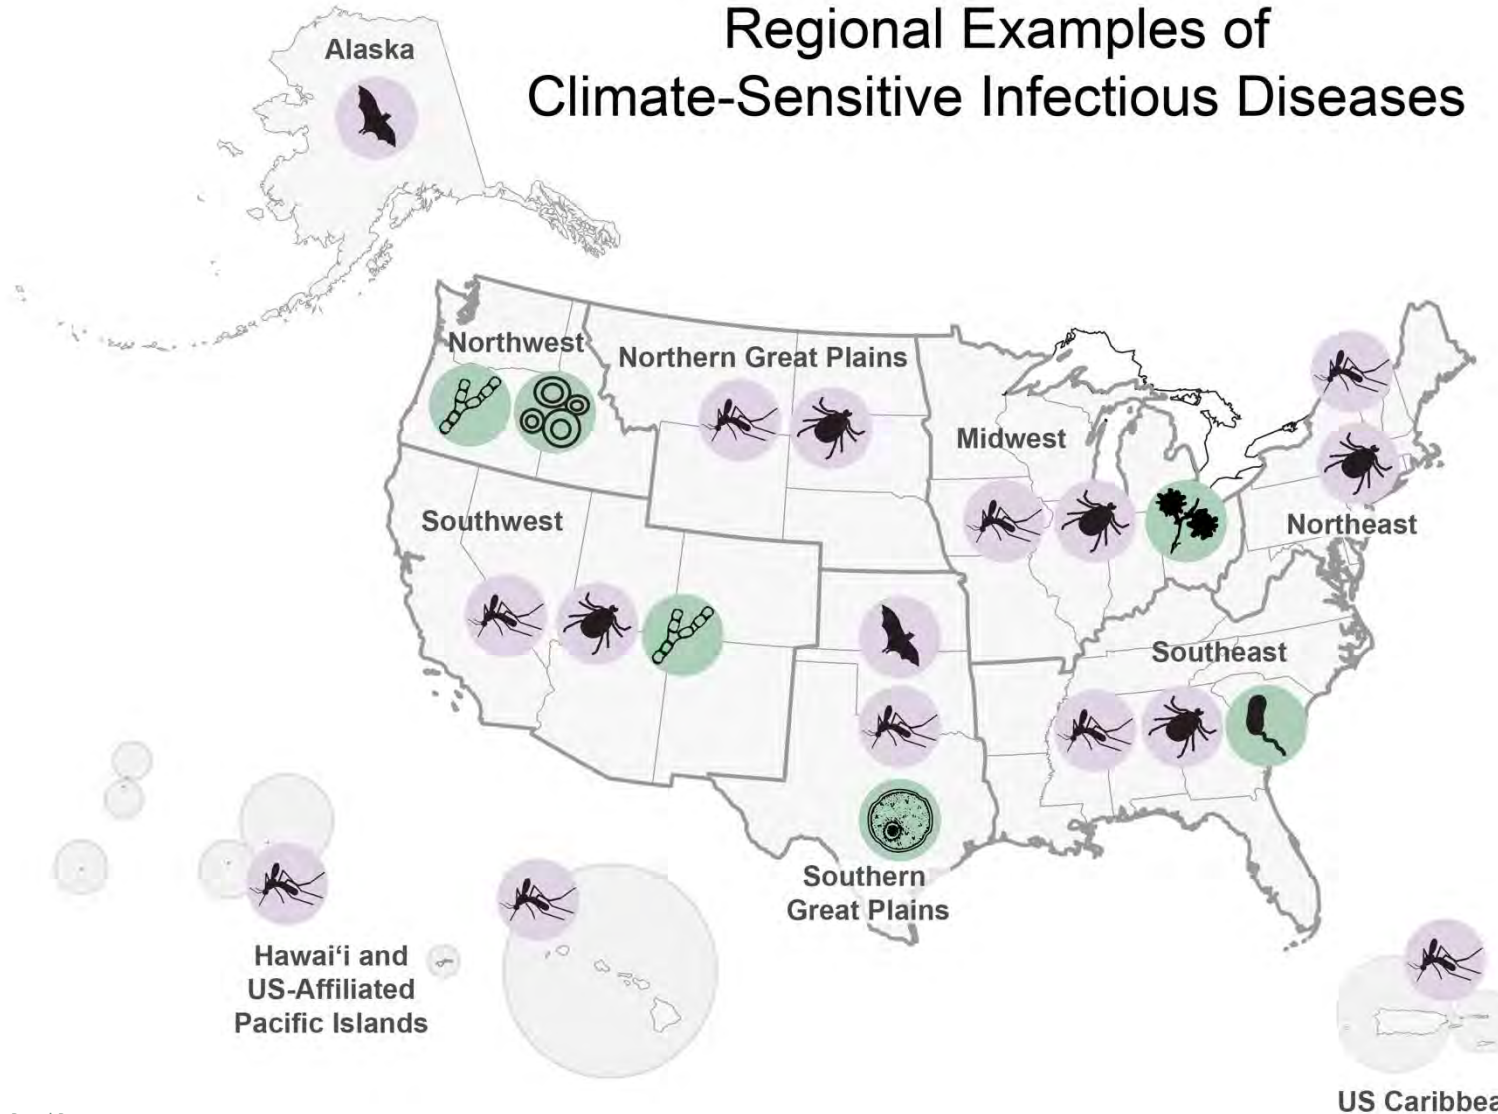 Regional Examples of
Climate-Sensitive Infectious Diseases
Alaska
Northwest
Northern Great Plains
Midwest
Northeast
Southwest
Southeast
Southern
Great Plains
Hawaiʻi and
US-Affiliated
Pacific Islands
US Caribbea